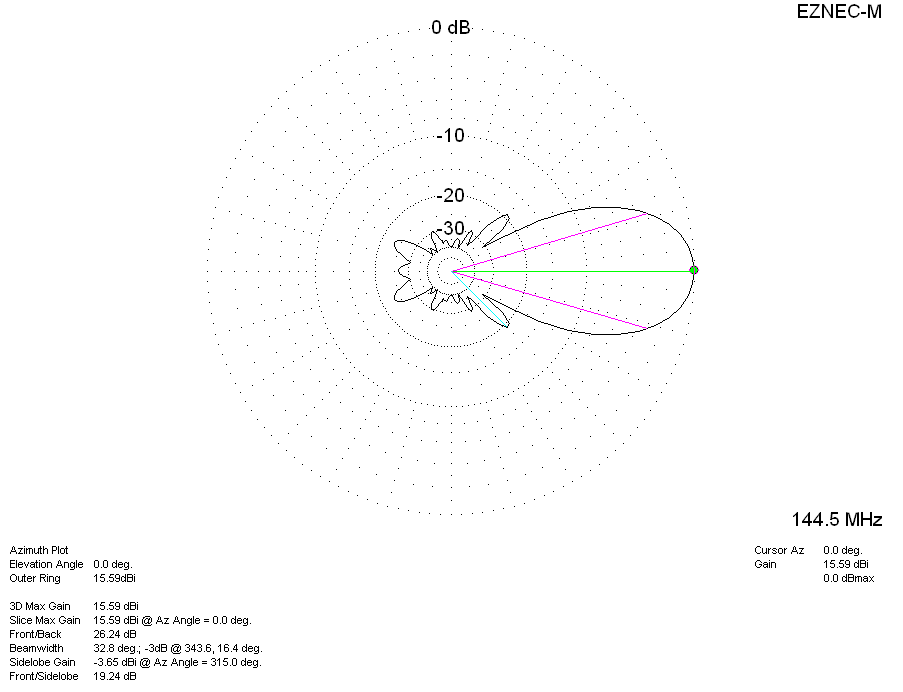 EZNEC-M
0 dB
-10
-20
-30
144.5 MHz
Azimuth Plot
Elevation Angle 0.0 deg.
Outer Ring 15.59dBi
Cursor Az 0.0 deg.
Gain 15.59 dBi
0.0 dBmax
3D Max Gain 15.59 dBi
Slice Max Gain 15.59 dBi @ Az Angle = 0.0 deg.
Front/Back 26.24 dB
Beamwidth 32.8 deg.; -3dB @ 343.6, 16.4 deg.
Sidelobe Gain -3.65 dBi @ Az Angle = 315.0 deg.
Front/Sidelobe 19.24 dB